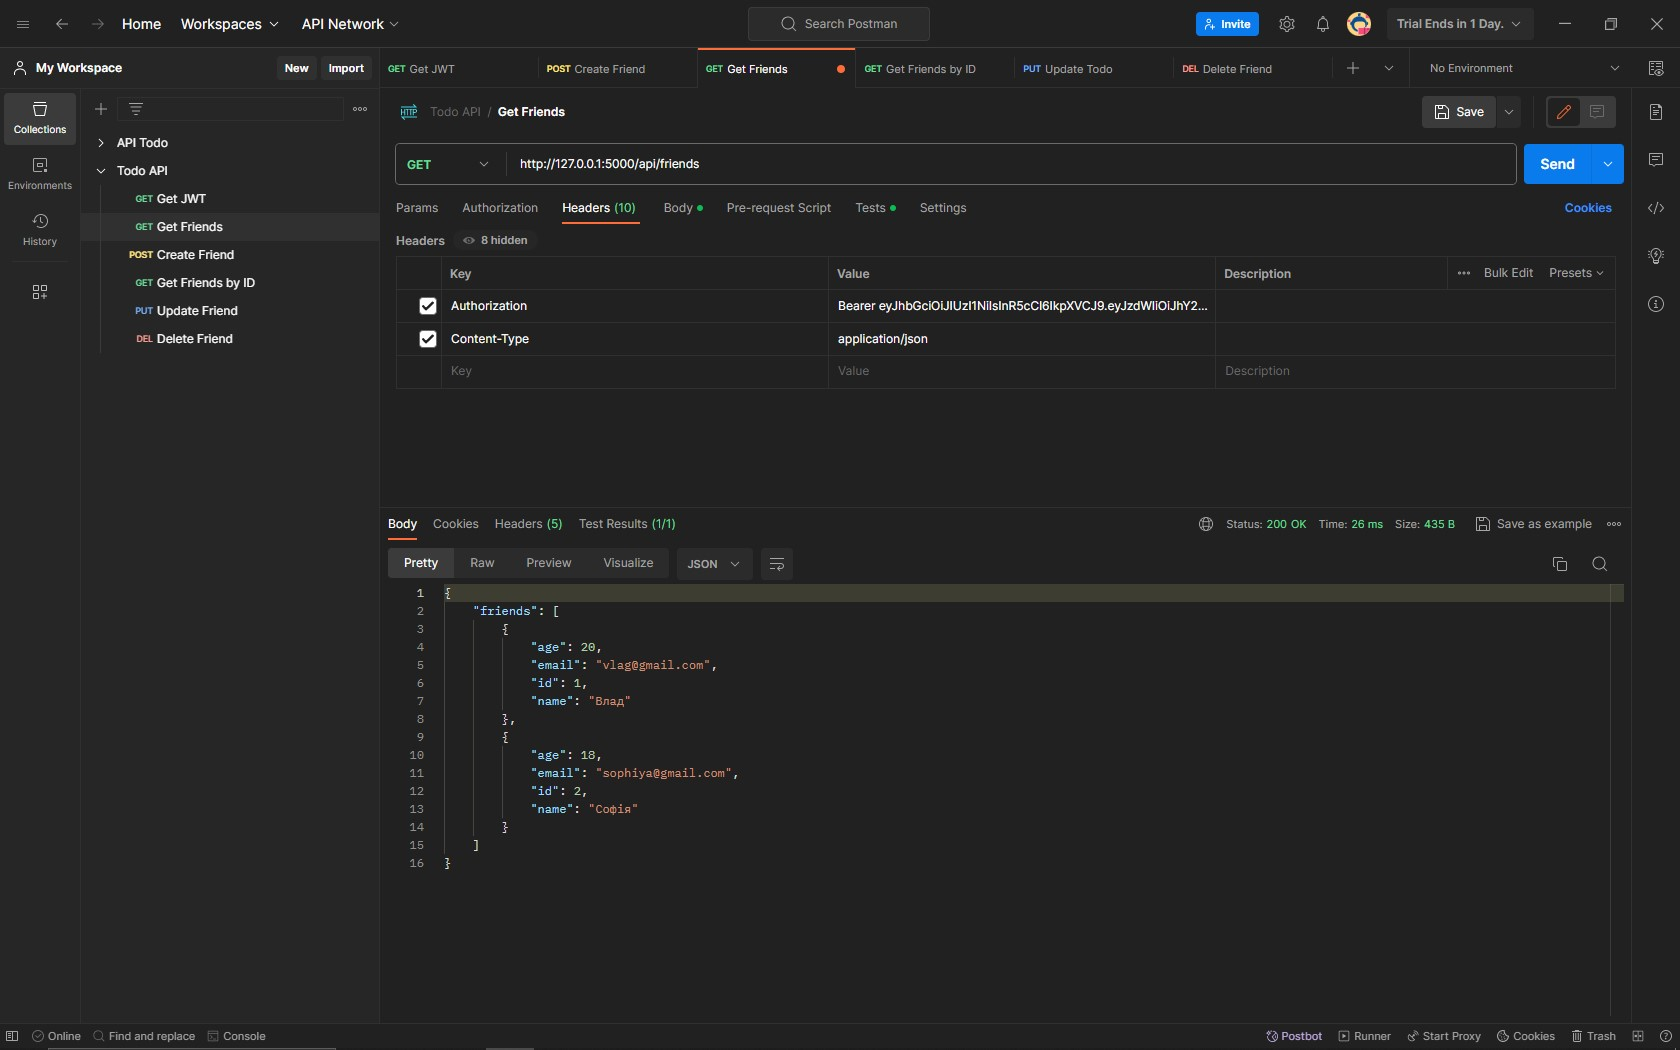 Home Workspaces API Network Search Postman Invite Trial Ends in 1 Day.
My Workspace New Import GET Get JWT POST Create Friend GET Get Friends GET Get Friends by ID PUT Update Todo DEL Delete Friend No Environment
Collections
Environments
History
API Todo
Todo API
GET Get JWT
GET Get Friends
POST Create Friend
GET Get Friends by ID
PUT Update Friend
DEL Delete Friend
HTTP Todo API / Get Friends Save
GET http://127.0.0.1:5000/api/friends Send
Params Authorization Headers (10) Body Pre-request Script Tests Settings Cookies
Headers 8 hidden
Key Value Description Bulk Edit Presets
Authorization Bearer eyJhbGciOiJIUzI1NiIsInR5cCI6IkpXVCJ9.eyJzdWIiOiJhY2...
Content-Type application/json
Key Value Description
Body Cookies Headers (5) Test Results (1/1) Status: 200 OK Time: 26 ms Size: 435 B Save as example
Pretty Raw Preview Visualize JSON
1 {
2 "friends": [
3 {
4 "age": 20,
5 "email": "vlag@gmail.com",
6 "id": 1,
7 "name": "Влад"
8 },
9 {
10 "age": 18,
11 "email": "sophiya@gmail.com",
12 "id": 2,
13 "name": "Софія"
14 }
15 ]
16 }
Online Find and replace Console Postbot Runner Start Proxy Cookies Trash